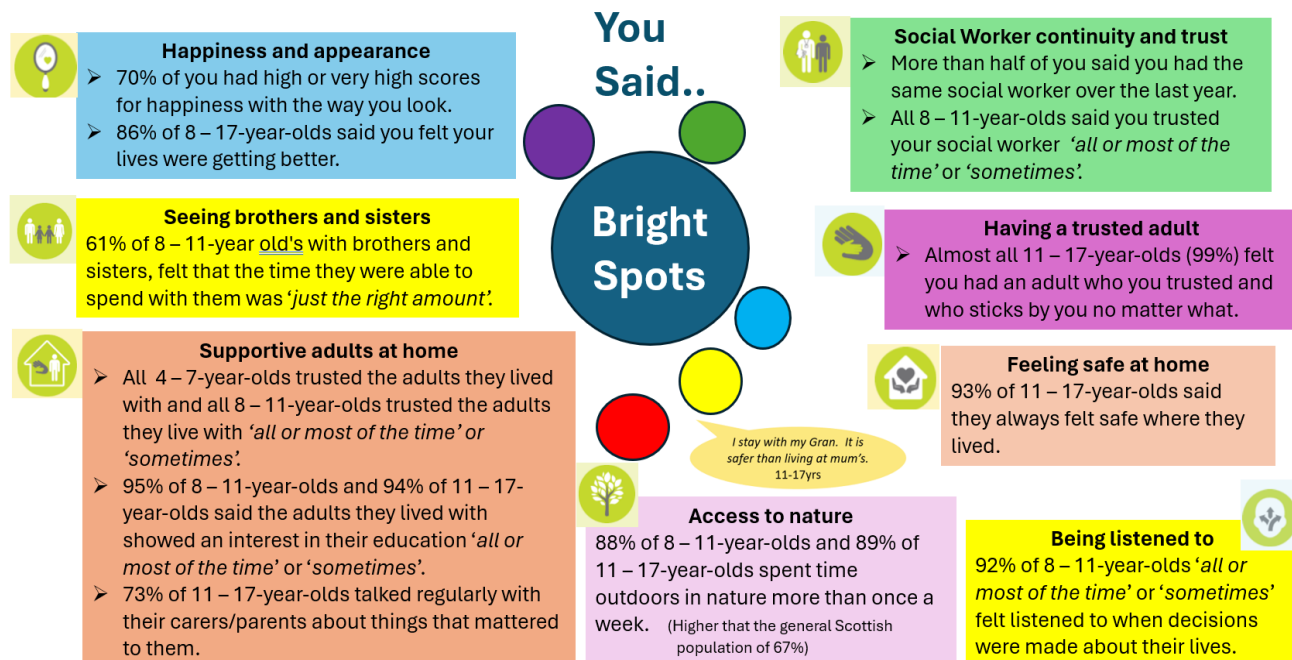 You
Said..
Bright
Spots
Happiness and appearance
➢ 70% of you had high or very high scores
for happiness with the way you look.
➢ 86% of 8 – 17-year-olds said you felt your
lives were getting better.
Seeing brothers and sisters
61% of 8 – 11-year old's with brothers and
sisters, felt that the time they were able to
spend with them was ‘just the right amount’.
Supportive adults at home
➢ All 4 – 7-year-olds trusted the adults they lived
with and all 8 – 11-year-olds trusted the adults
they live with ‘all or most of the time’ or
‘sometimes’.
➢ 95% of 8 – 11-year-olds and 94% of 11 – 17-
year-olds said the adults they lived with
showed an interest in their education ‘all or
most of the time’ or ‘sometimes’.
➢ 73% of 11 – 17-year-olds talked regularly with
their carers/parents about things that mattered
to them.
Social Worker continuity and trust
➢ More than half of you said you had the
same social worker over the last year.
➢ All 8 – 11-year-olds said you trusted
your social worker ‘all or most of the
time’ or ‘sometimes’.
Having a trusted adult
➢ Almost all 11 – 17-year-olds (99%) felt
you had an adult who you trusted and
who sticks by you no matter what.
Feeling safe at home
93% of 11 – 17-year-olds said
they always felt safe where they
lived.
I stay with my Gran. It is
safer than living at mum’s.
11-17yrs
Access to nature
88% of 8 – 11-year-olds and 89% of
11 – 17-year-olds spent time
outdoors in nature more than once a
week. (Higher that the general Scottish
population of 67%)
Being listened to
92% of 8 – 11-year-olds ‘all or
most of the time’ or ‘sometimes’
felt listened to when decisions
were made about their lives.